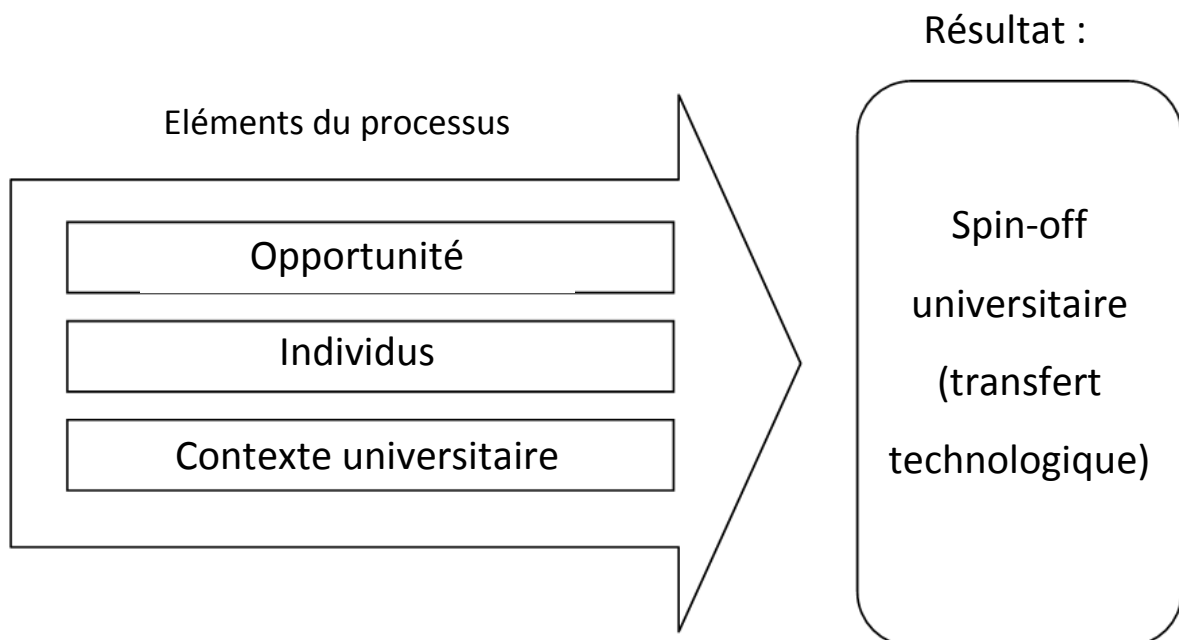 Résultat :
Eléments du processus
Opportunité
Individus
Contexte universitaire
Spin-off
universitaire
(transfert
technologique)